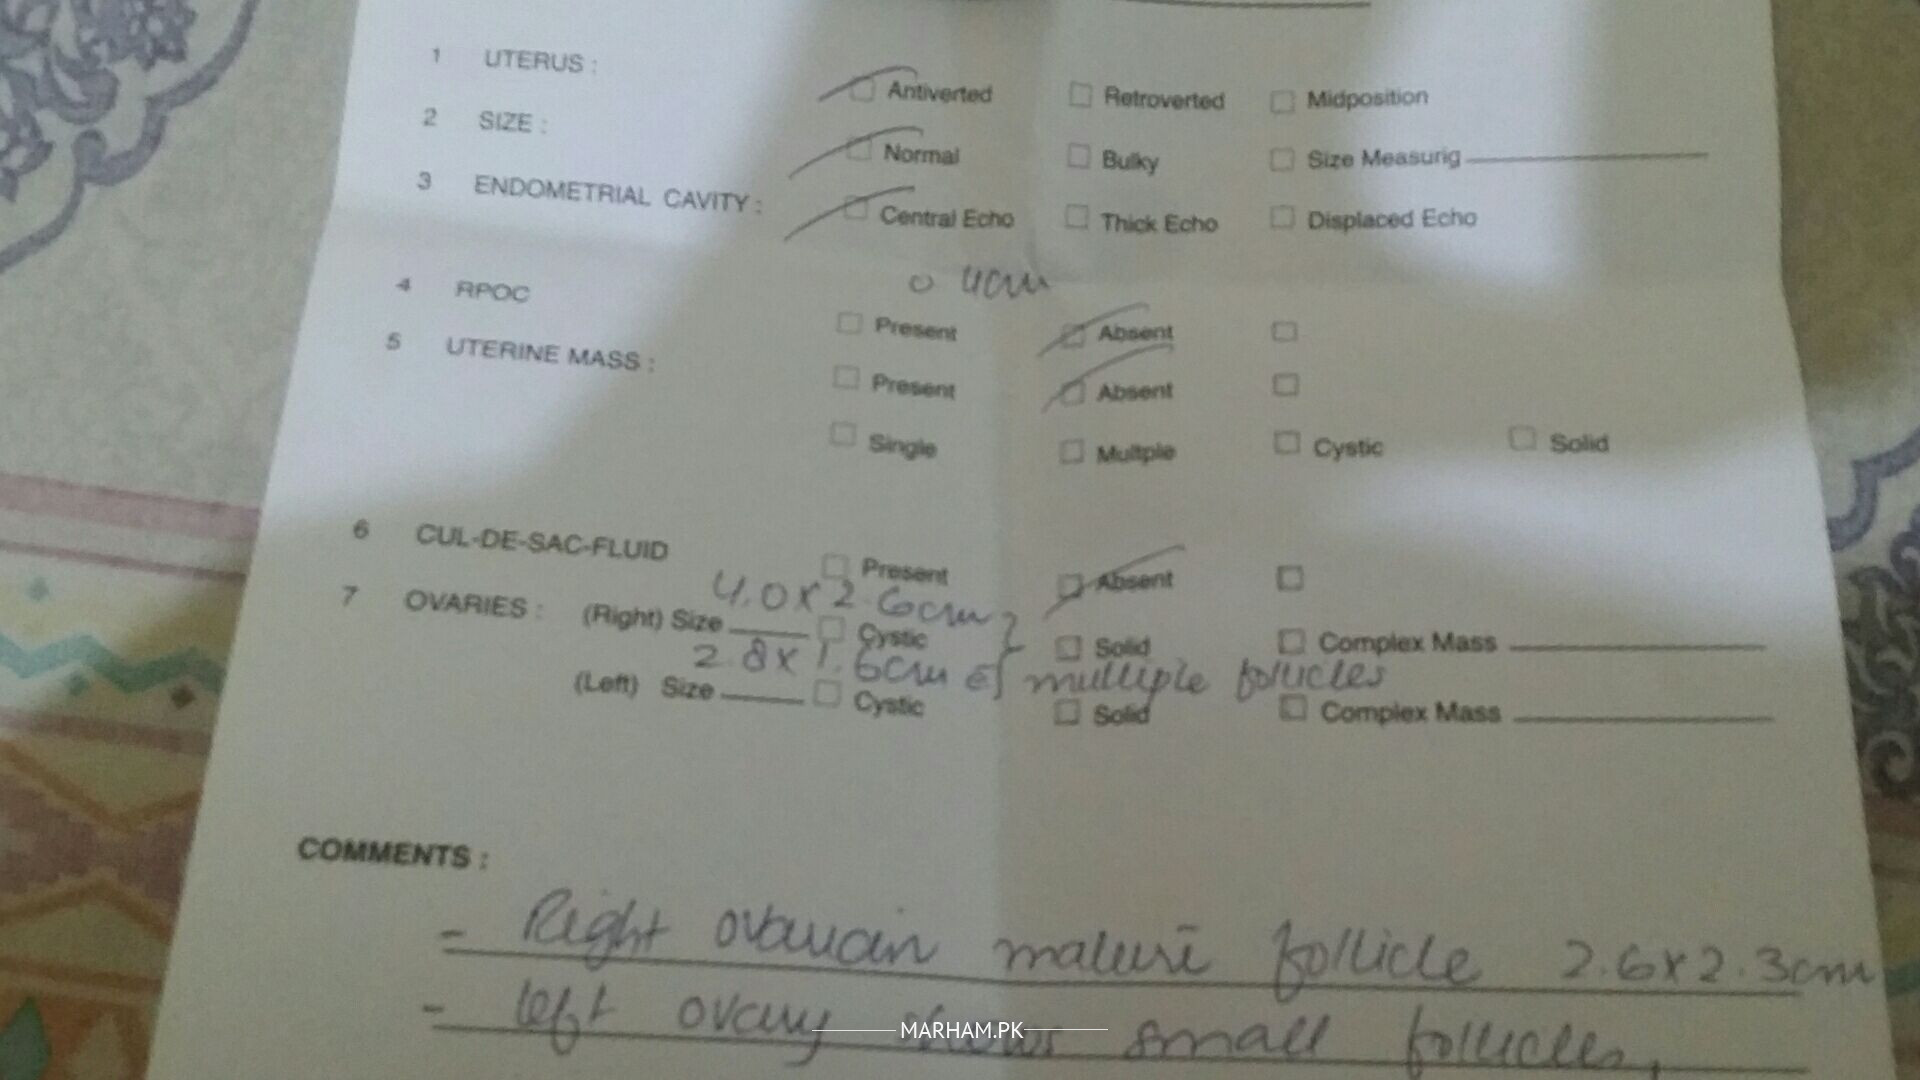 1 UTERUS : Antiverted Retroverted Midposition
2 SIZE : Normal Bulky Size Measurig
3 ENDOMETRIAL CAVITY : Central Echo Thick Echo Displaced Echo
0 4cm
4 RPOC Present Absent
5 UTERINE MASS : Present Absent
Single Multple Cystic Solid
6 CUL-DE-SAC-FLUID Present Absent
4.0x2.6cm
7 OVARIES : (Right) Size Cystic Solid Complex Mass
2.8x1.6cm multiple follicles
(Left) Size Cystic Solid Complex Mass
COMMENTS :
- Right ovarian mature follicle 2.6x2.3cm
- left ovary shows small follicles,
MARHAM.PK